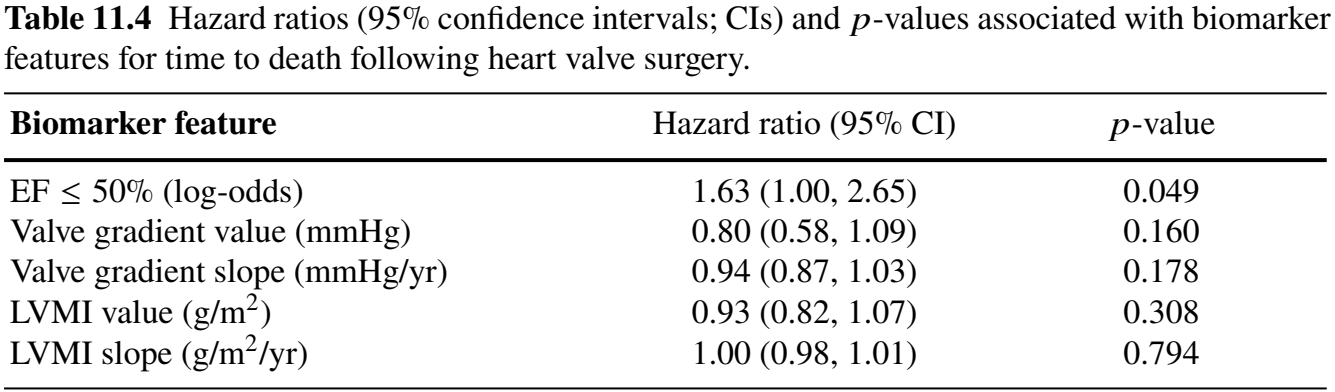 Table 11.4 Hazard ratios (95% confidence intervals; CIs) and p-values associated with biomarker
features for time to death following heart valve surgery.
Biomarker feature Hazard ratio (95% CI) p-value
EF ≤ 50% (log-odds) 1.63 (1.00, 2.65) 0.049
Valve gradient value (mmHg) 0.80 (0.58, 1.09) 0.160
Valve gradient slope (mmHg/yr) 0.94 (0.87, 1.03) 0.178
LVMI value (g/m²) 0.93 (0.82, 1.07) 0.308
LVMI slope (g/m²/yr) 1.00 (0.98, 1.01) 0.794